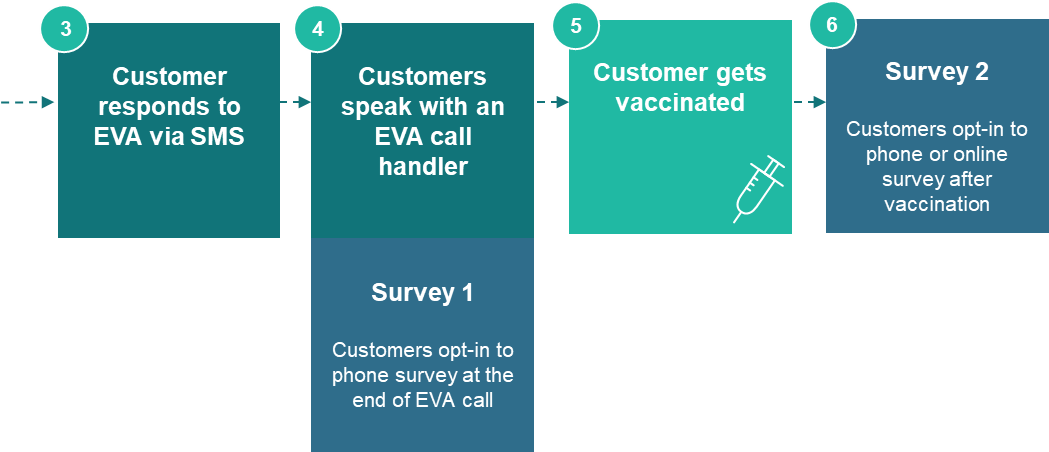 3
Customer
responds to
EVA via SMS
4
Customers
speak with an
EVA call
handler
Survey 1
Customers opt-in to
phone survey at the
end of EVA call
5
Customer gets
vaccinated
6
Survey 2
Customers opt-in to
phone or online
survey after
vaccination